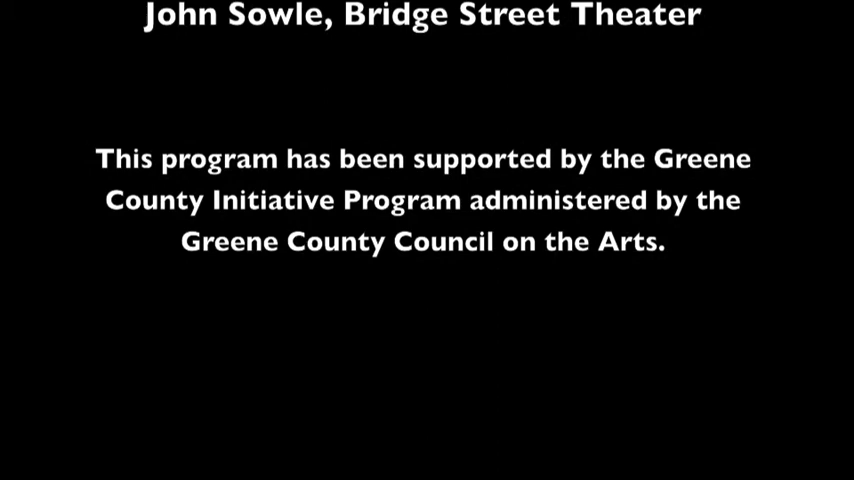 John Sowle, Bridge Street Theater
This program has been supported by the Greene
County Initiative Program administered by the
Greene County Council on the Arts.